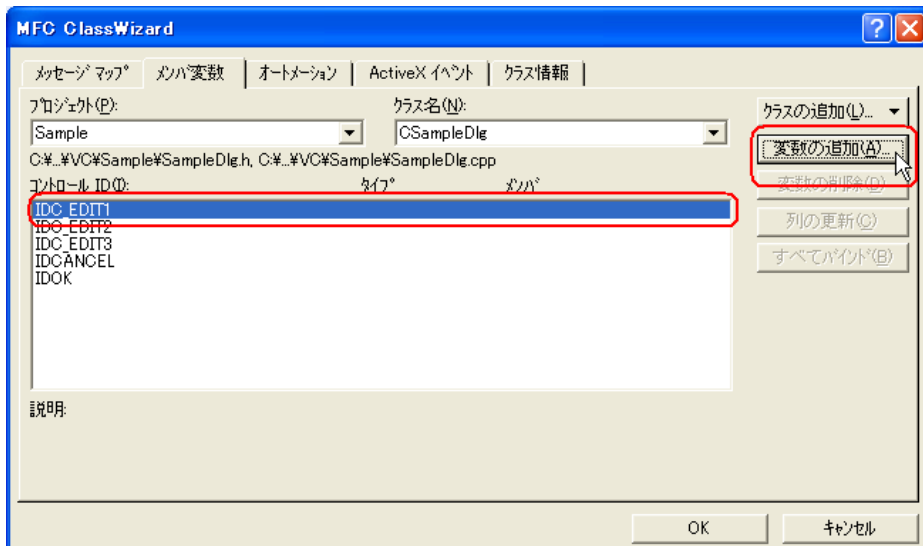 MFC ClassWizard
メッセージ マップ メンバ変数 オートメーション ActiveX イベント クラス情報
プロジェクト(P): クラス名(N): クラスの追加(L)...
Sample CSampleDlg 変数の追加(A)...
C:¥...¥VC¥Sample¥SampleDlg.h, C:¥...¥VC¥Sample¥SampleDlg.cpp
コントロール ID(I): タイプ メンバ 変数の削除(D)
IDC_EDIT1
IDC_EDIT2 列の更新(C)
IDC_EDIT3
IDCANCEL すべてバインド(B)
IDOK
説明:
OK キャンセル